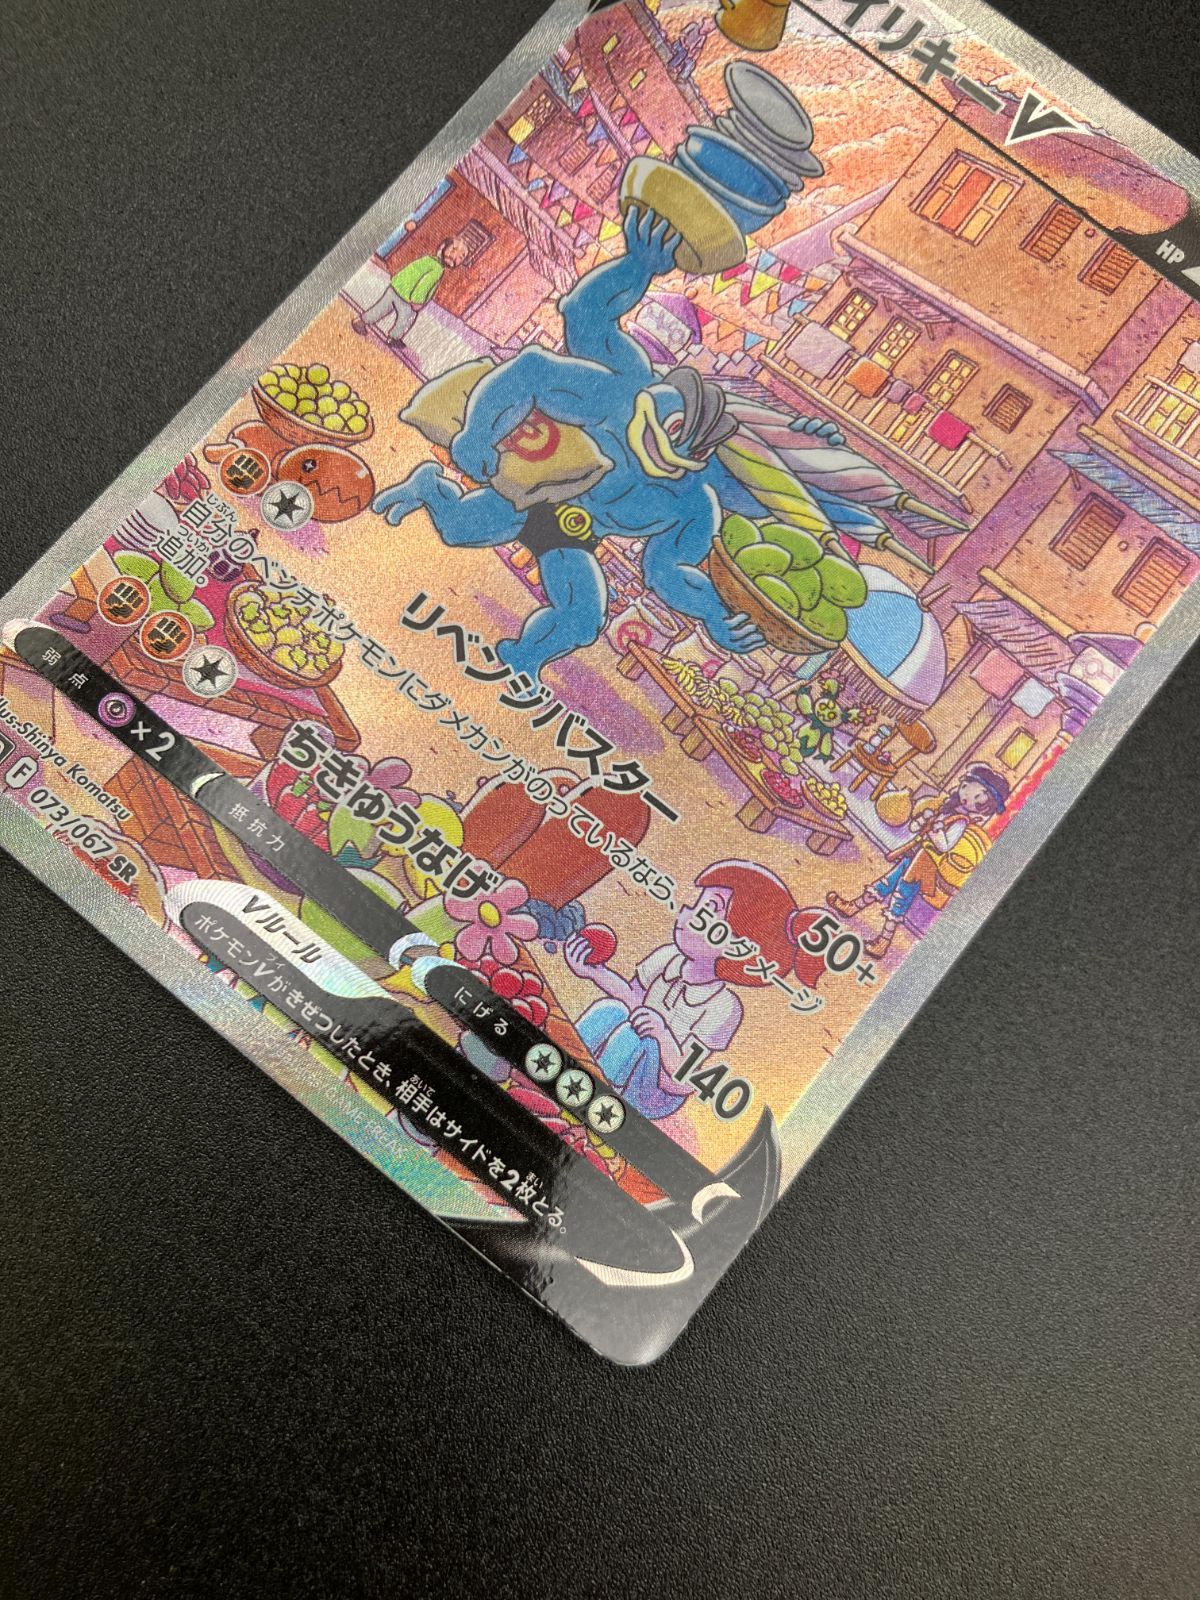 イリキーV
HP
リベンジバスター 50+
自分のベンチポケモンにダメカンがのっているなら、50ダメージ
追加。
ちきゅうなげ 140
弱点 ×2 抵抗力 にげる
Illus. Shinya Komatsu
F 073/067 SR
Vルール
ポケモンVがきぜつしたとき、相手はサイドを2枚とる。
GAME FREAK